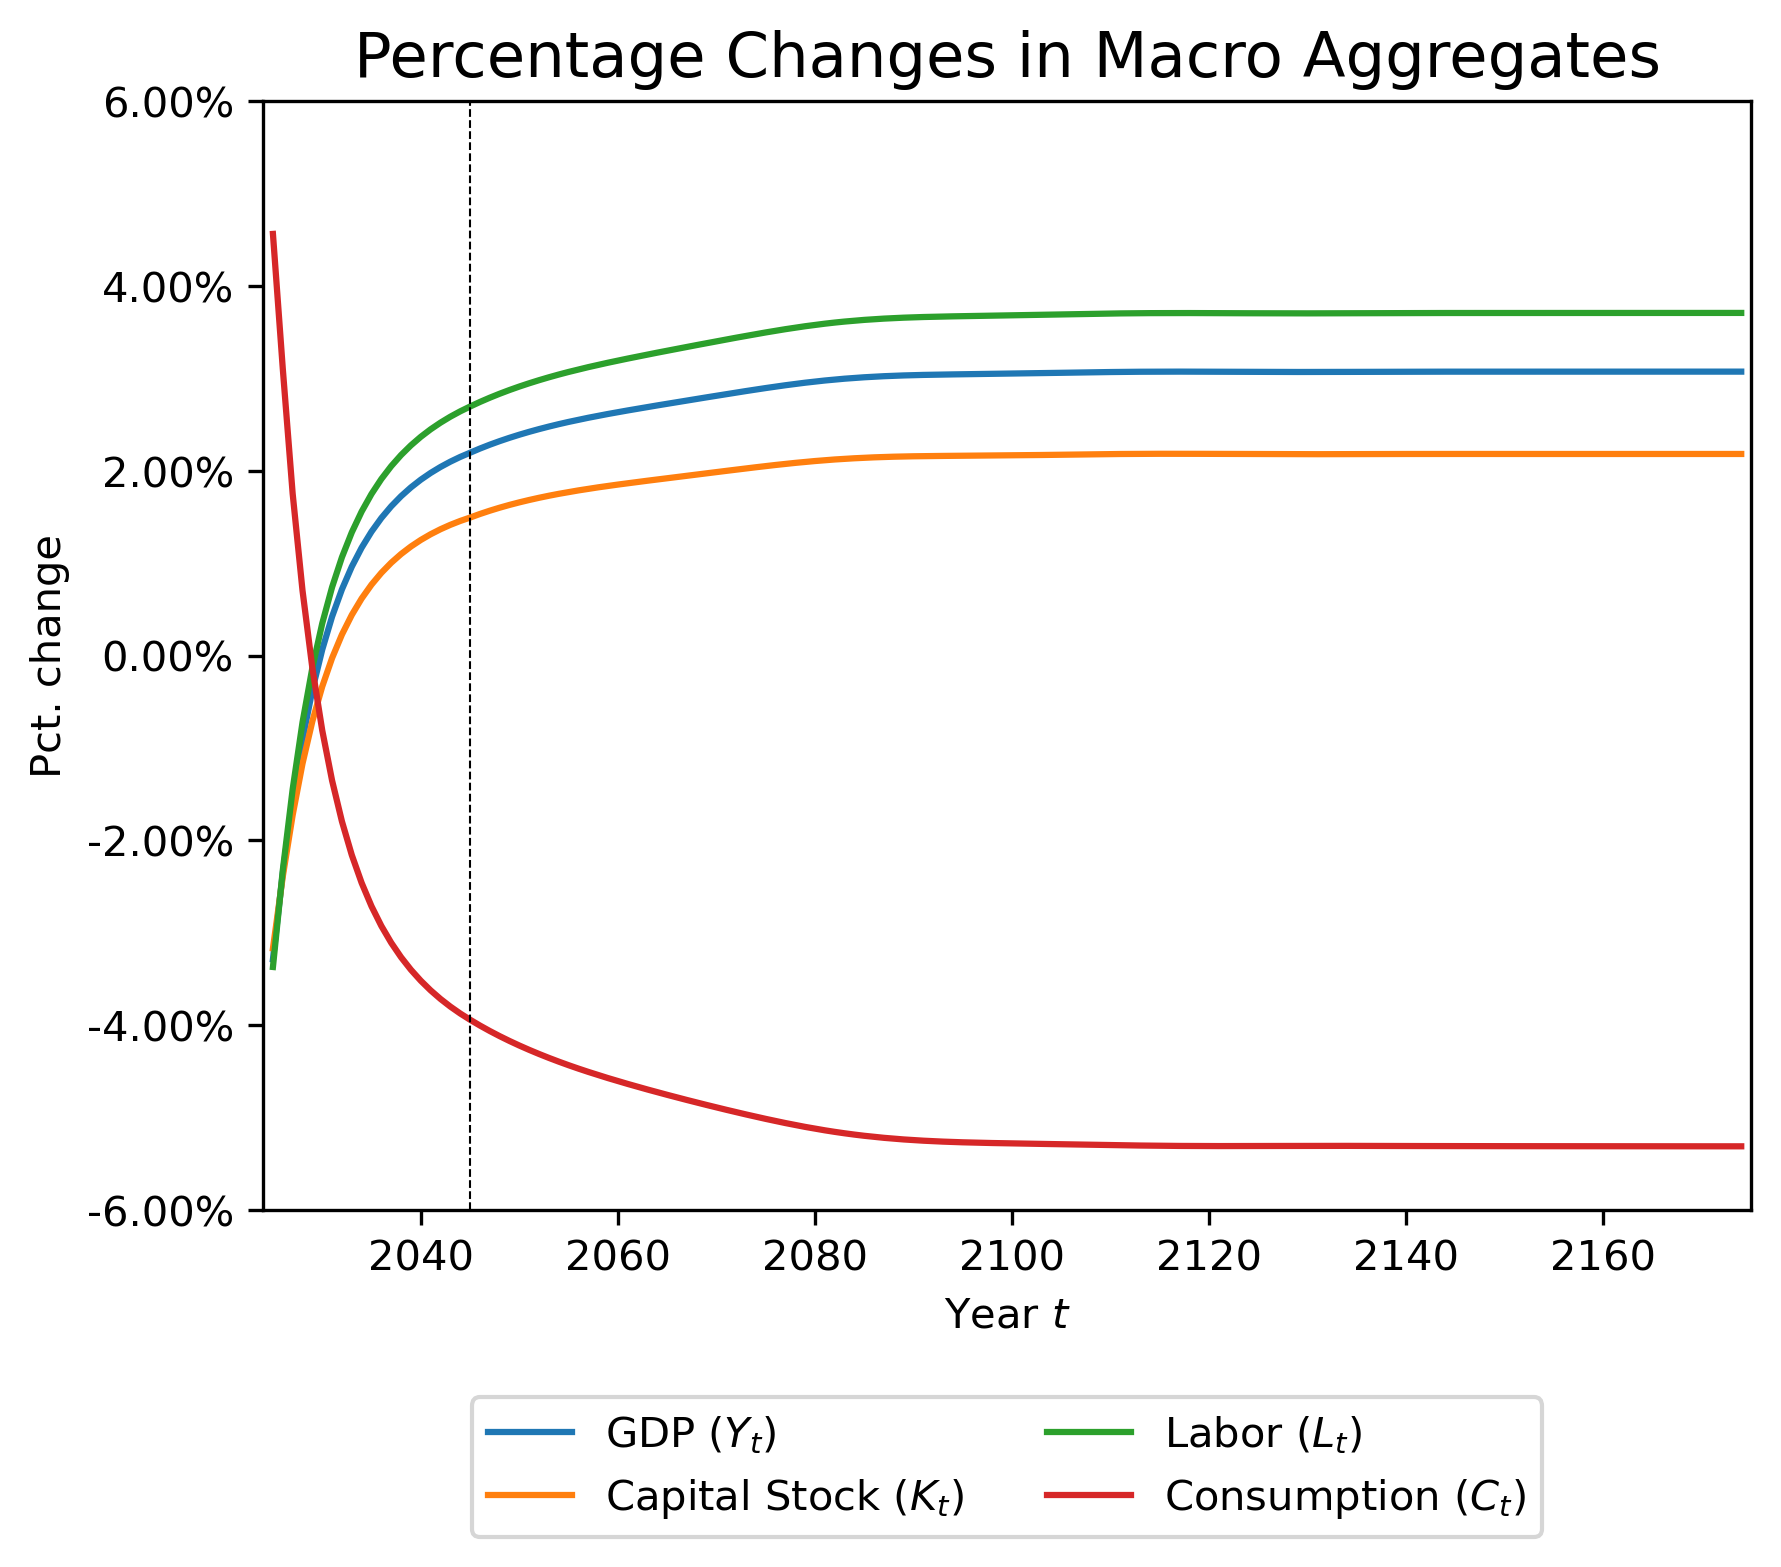 Percentage Changes in Macro Aggregates
6.00%
4.00%
2.00%
0.00%
-2.00%
-4.00%
-6.00%
Pct. change
2040 2060 2080 2100 2120 2140 2160
Year t
GDP (Yₜ) Labor (Lₜ)
Capital Stock (Kₜ) Consumption (Cₜ)